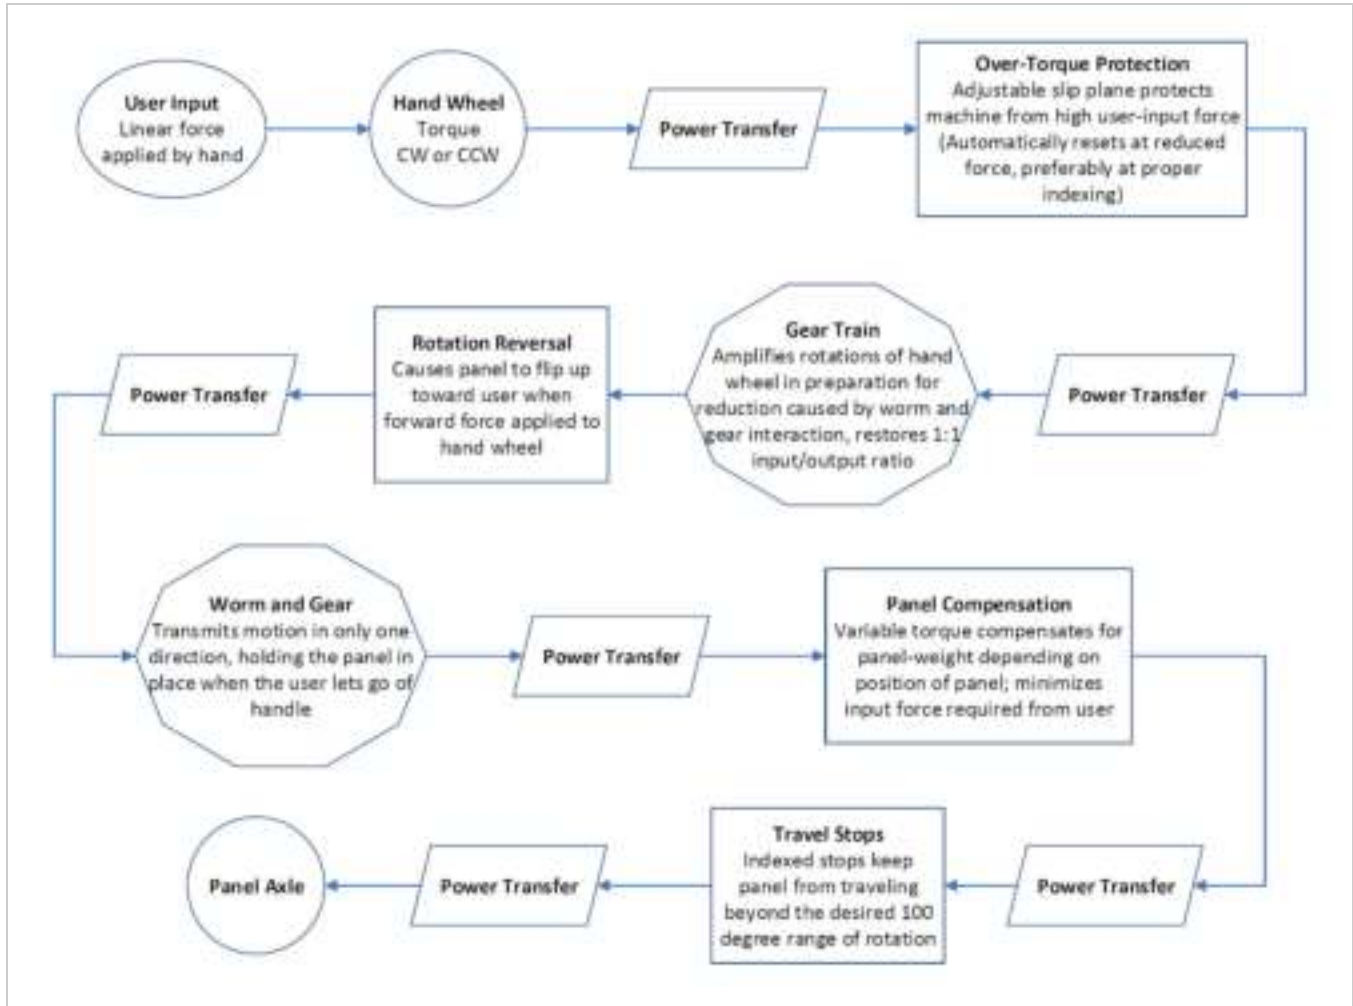 User Input
Linear force
applied by hand
Hand Wheel
Torque
CW or CCW
Power Transfer
Over-Torque Protection
Adjustable slip plane protects
machine from high user-input force
(Automatically resets at reduced
force, preferably at proper
indexing)
Power Transfer
Gear Train
Amplifies rotations of hand
wheel in preparation for
reduction caused by worm and
gear interaction, restores 1:1
input/output ratio
Rotation Reversal
Causes panel to flip up
toward user when
forward force applied to
hand wheel
Power Transfer
Worm and Gear
Transmits motion in only one
direction, holding the panel in
place when the user lets go of
handle
Power Transfer
Panel Compensation
Variable torque compensates for
panel-weight depending on
position of panel; minimizes
input force required from user
Power Transfer
Travel Stops
Indexed stops keep
panel from traveling
beyond the desired 100
degree range of rotation
Power Transfer
Panel Axle